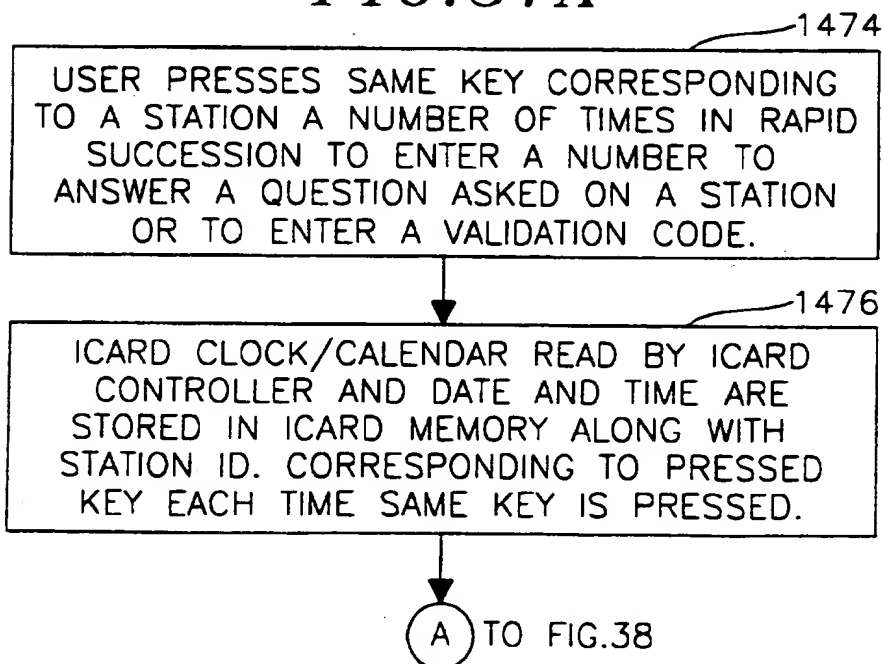 1474
USER PRESSES SAME KEY CORRESPONDING
TO A STATION A NUMBER OF TIMES IN RAPID
SUCCESSION TO ENTER A NUMBER TO
ANSWER A QUESTION ASKED ON A STATION
OR TO ENTER A VALIDATION CODE.
1476
ICARD CLOCK/CALENDAR READ BY ICARD
CONTROLLER AND DATE AND TIME ARE
STORED IN ICARD MEMORY ALONG WITH
STATION ID. CORRESPONDING TO PRESSED
KEY EACH TIME SAME KEY IS PRESSED.
A TO FIG.38